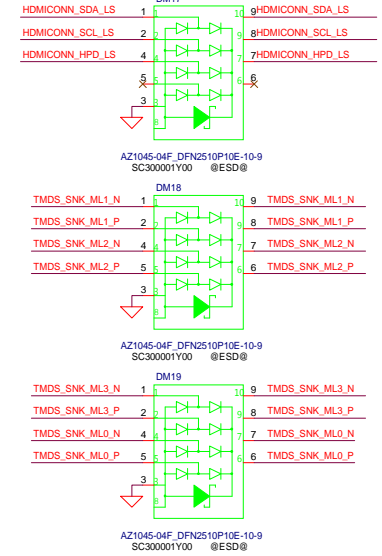 HDMICONN_SDA_LS 1 10 9 HDMICONN_SDA_LS
HDMICONN_SCL_LS 2 9 8 HDMICONN_SCL_LS
HDMICONN_HPD_LS 4 7 7 HDMICONN_HPD_LS
5 6 6
3
8
AZ1045-04F_DFN2510P10E-10-9
SC300001Y00 @ESD@
DM18
TMDS_SNK_ML1_N 1 10 9 TMDS_SNK_ML1_N
TMDS_SNK_ML1_P 2 9 8 TMDS_SNK_ML1_P
TMDS_SNK_ML2_N 4 7 7 TMDS_SNK_ML2_N
TMDS_SNK_ML2_P 5 6 6 TMDS_SNK_ML2_P
3
8
AZ1045-04F_DFN2510P10E-10-9
SC300001Y00 @ESD@
DM19
TMDS_SNK_ML3_N 1 10 9 TMDS_SNK_ML3_N
TMDS_SNK_ML3_P 2 9 8 TMDS_SNK_ML3_P
TMDS_SNK_ML0_N 4 7 7 TMDS_SNK_ML0_N
TMDS_SNK_ML0_P 5 6 6 TMDS_SNK_ML0_P
3
8
AZ1045-04F_DFN2510P10E-10-9
SC300001Y00 @ESD@